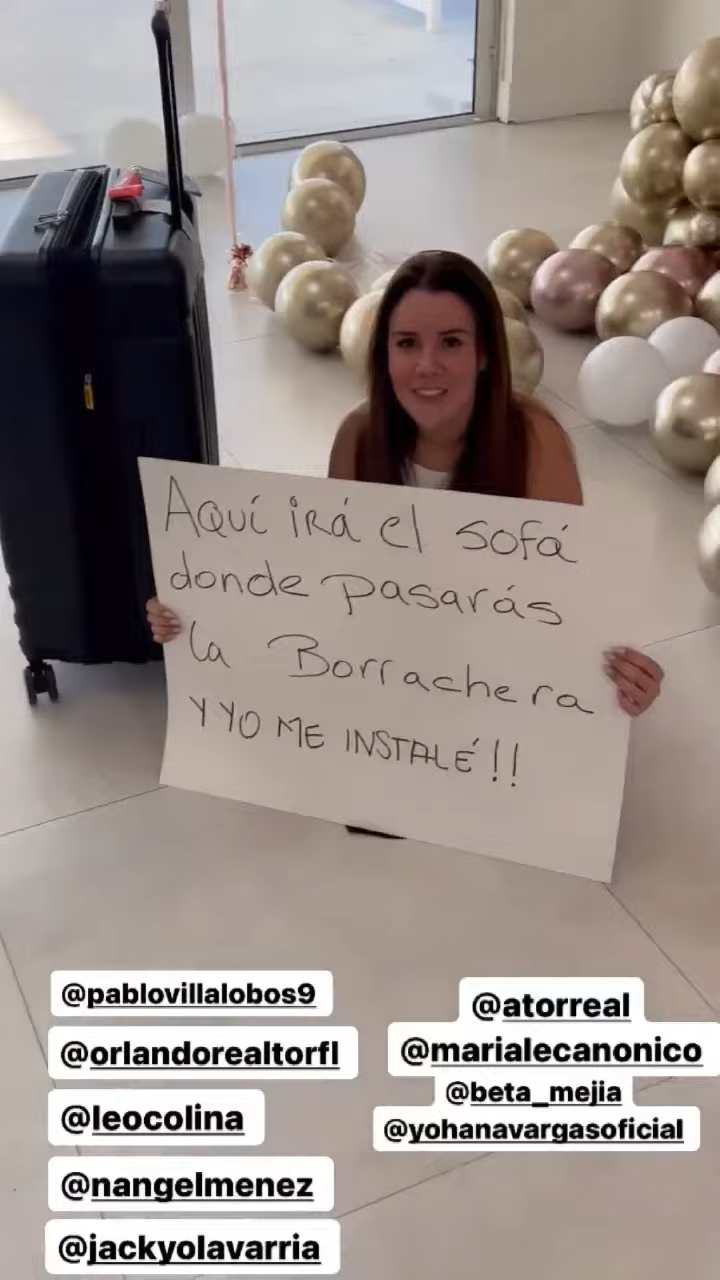 Aquí irá el sofá
donde pasarás
la Borrachera
Y YO ME INSTALÉ!!
@pablovillalobos9
@orlandorealtorfl
@leocolina
@nangelmenez
@jackyolavarria
@atorreal
@marialecanonico
@beta_mejia
@yohanavargasoficial